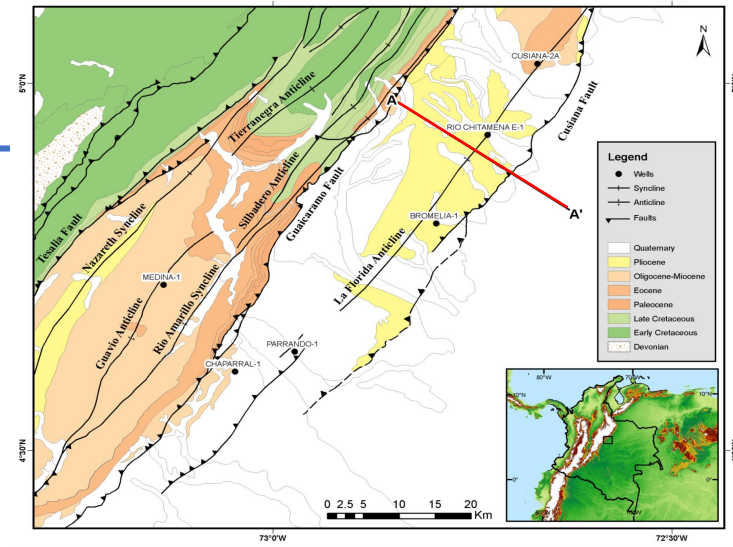 N
CUSIANA-2A
5°0'N
A
Tierranegra Anticline
RIO CHITAMENA E-1
Cusiana Fault
Silbadero Anticline
Guaicaramo Fault
A'
BROMELIA-1
Tesalia Fault
Nazareth Syncline
La Florida Anticline
MEDINA-1
Guavio Anticline
Rio Amarillo Syncline
PARRANDO-1
CHAPARRAL-1
4°30'N
Legend
Wells
Syncline
Anticline
Faults
Quaternary
Pliocene
Oligocene-Miocene
Eocene
Paleocene
Late Cretaceous
Early Cretaceous
Devonian
80°W
70°W
10°N
10°N
0°
0°
0 2.5 5 10 15 20
Km
73°0'W
72°30'W